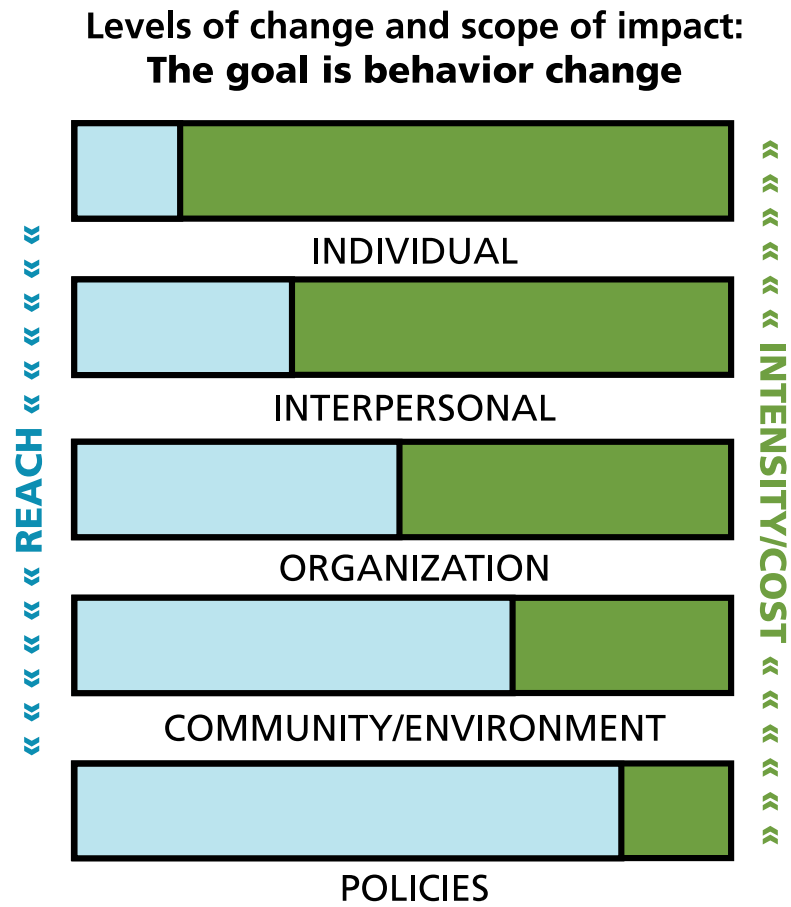 Levels of change and scope of impact:
The goal is behavior change
INDIVIDUAL
INTERPERSONAL
ORGANIZATION
COMMUNITY/ENVIRONMENT
POLICIES
REACH
INTENSITY/COST